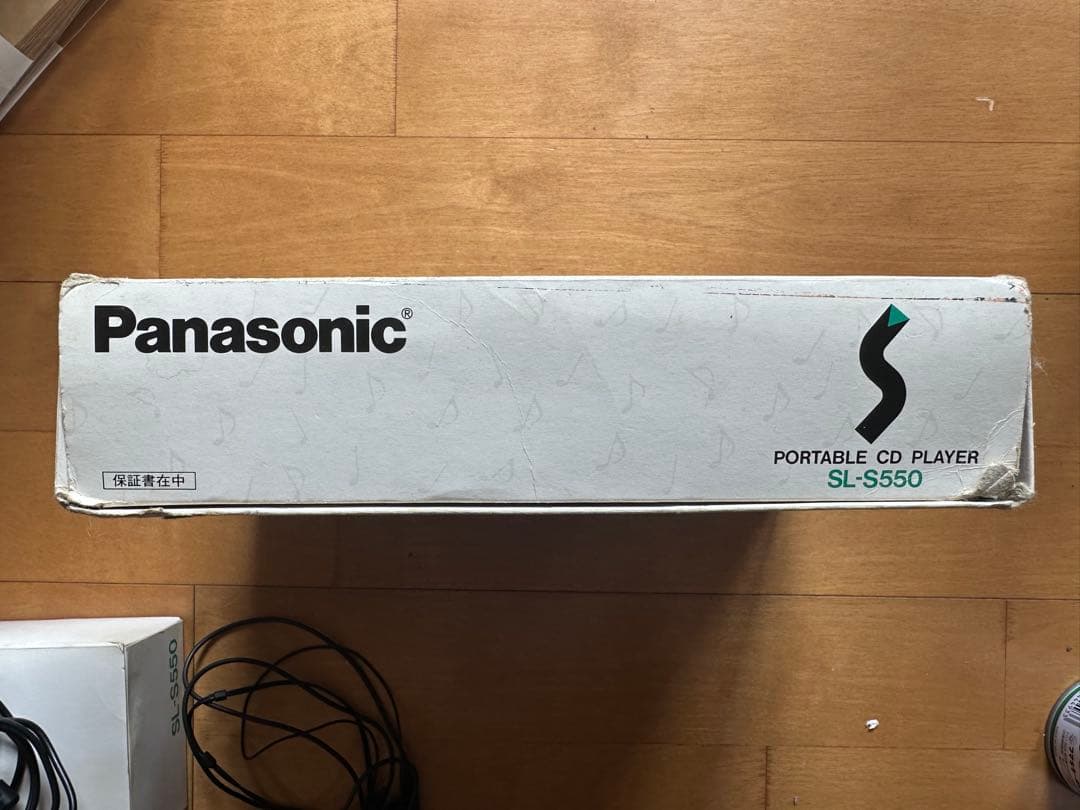 Panasonic®
PORTABLE CD PLAYER
SL-S550
保証書在中
SL-S550